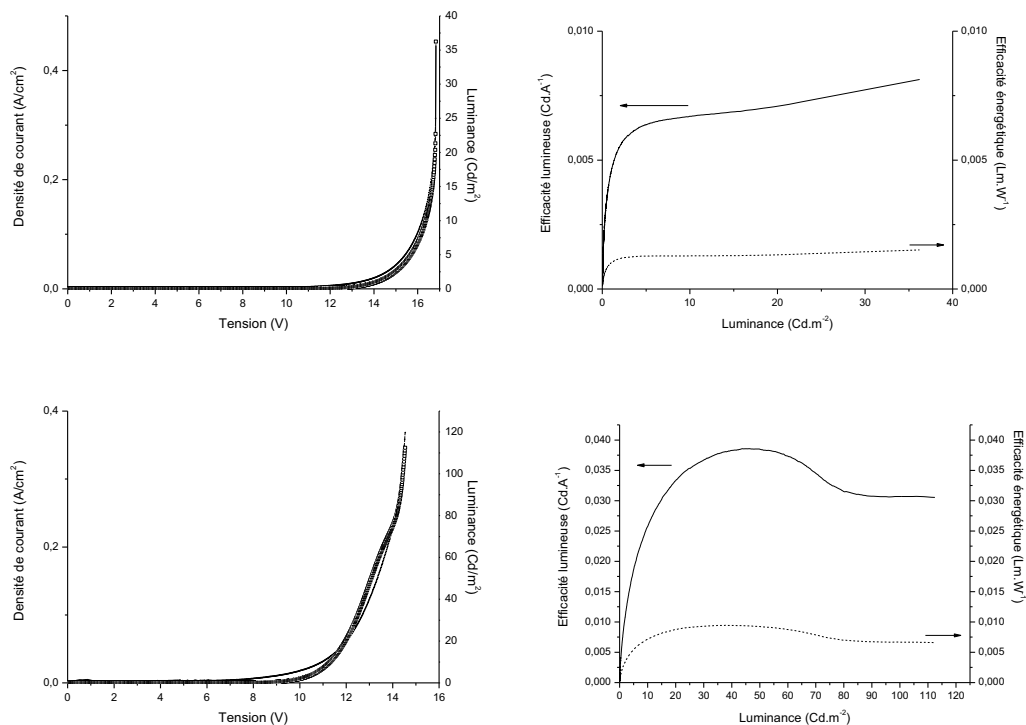 40
35
30
25
20
15
10
5
0
0,4
0,2
0,0
Densité de courant (A/cm²)
Luminance (Cd/m²)
0 2 4 6 8 10 12 14 16
Tension (V)
0,010
0,005
0,000
Efficacité lumineuse (Cd.A⁻¹)
0,010
0,005
0,000
Efficacité énergétique (Lm.W⁻¹)
0 10 20 30 40
Luminance (Cd.m⁻²)
0,4
0,2
0,0
Densité de courant (A/cm²)
120
100
80
60
40
20
0
Luminance (Cd/m²)
0 2 4 6 8 10 12 14 16
Tension (V)
0,040
0,035
0,030
0,025
0,020
0,015
0,010
0,005
0,000
Efficacité lumineuse (Cd.A⁻¹)
0,040
0,035
0,030
0,025
0,020
0,015
0,010
0,005
0,000
Efficacité énergétique (Lm.W⁻¹)
0 10 20 30 40 50 60 70 80 90 100 110 120
Luminance (Cd.m⁻²)